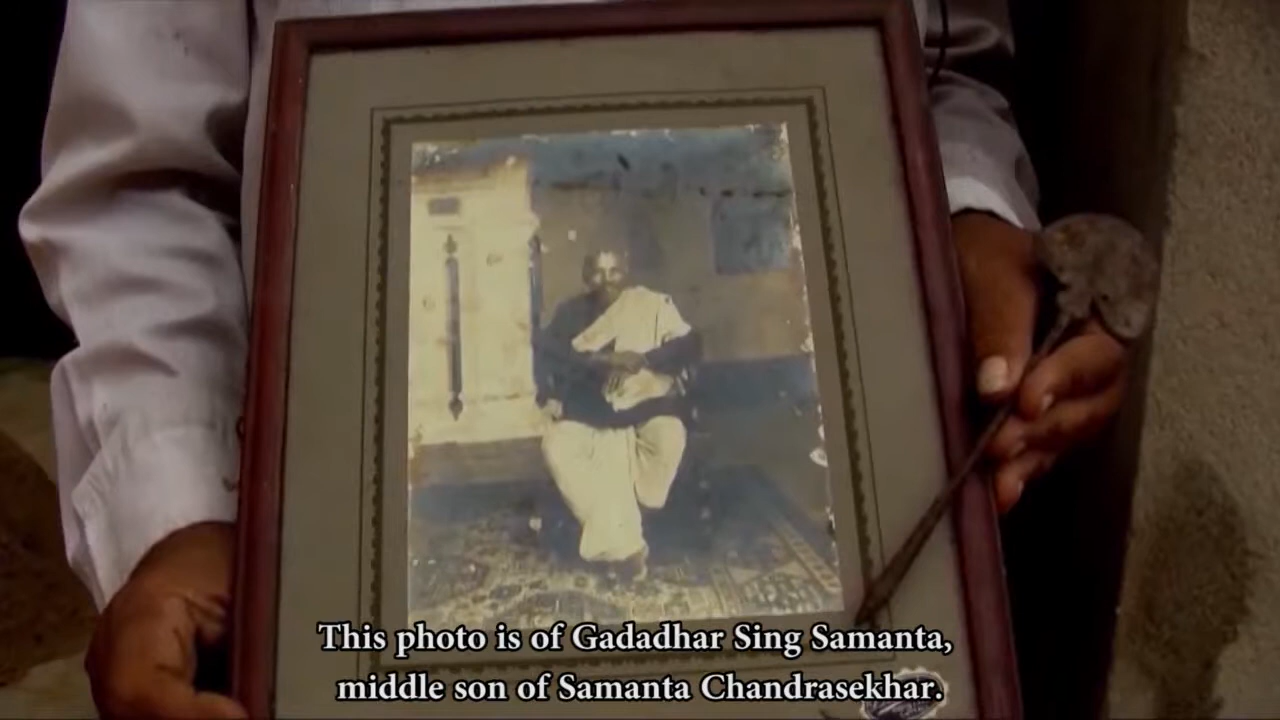 This photo is of Gadadhar Sing Samanta,
middle son of Samanta Chandrasekhar.